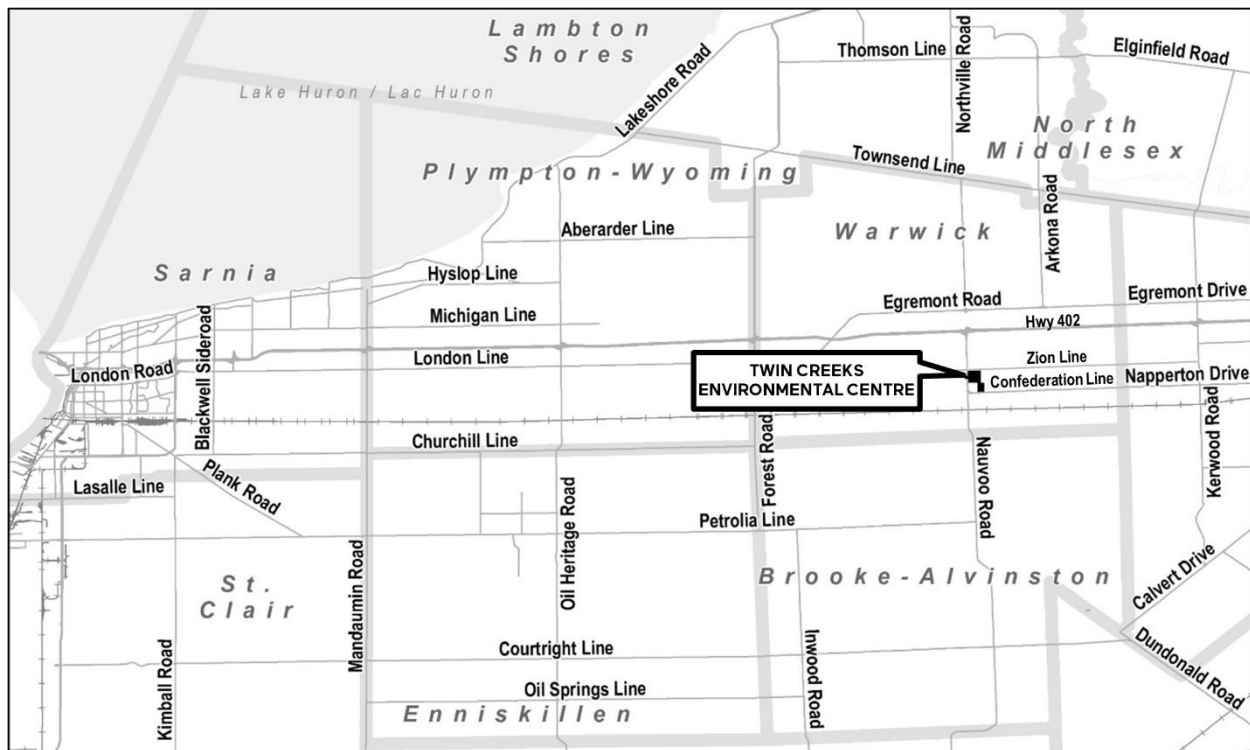 Lambton
Shores
Thomson Line
Northville Road
Elginfield Road
Lake Huron / Lac Huron
Lakeshore Road
North
Middlesex
Townsend Line
Plympton-Wyoming
Aberarder Line
Warwick
Arkona Road
Sarnia
Hyslop Line
Michigan Line
Egremont Road
Egremont Drive
Hwy 402
Blackwell Sideroad
London Road
London Line
TWIN CREEKS
ENVIRONMENTAL CENTRE
Zion Line
Confederation Line
Napperton Drive
Churchill Line
Forest Road
Nauvoo Road
Kerwood Road
Lasalle Line
Plank Road
Oil Heritage Road
Petrolia Line
St.
Clair
Mandaumin Road
Brooke-Alvinston
Calvert Drive
Kimball Road
Courtright Line
Inwood Road
Dundonald Road
Oil Springs Line
Enniskillen